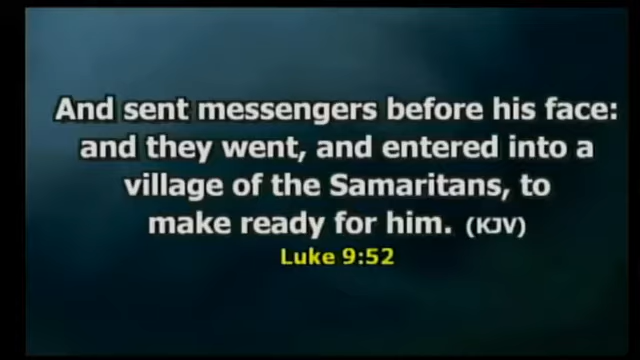 And sent messengers before his face:
and they went, and entered into a
village of the Samaritans, to
make ready for him. (KJV)
Luke 9:52